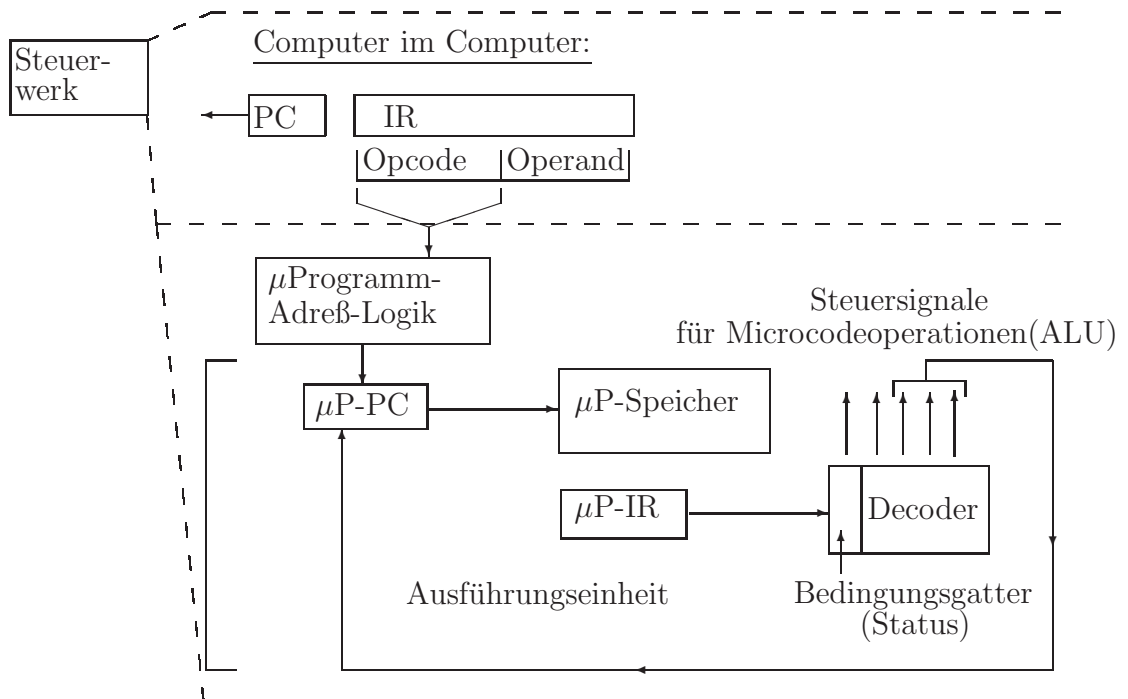 Computer im Computer:
Steuer-
werk
PC
IR
Opcode
Operand
μProgramm-
Adreß-Logik
Steuersignale
für Microcodeoperationen(ALU)
μP-PC
μP-Speicher
μP-IR
Decoder
Ausführungseinheit
Bedingungsgatter
(Status)